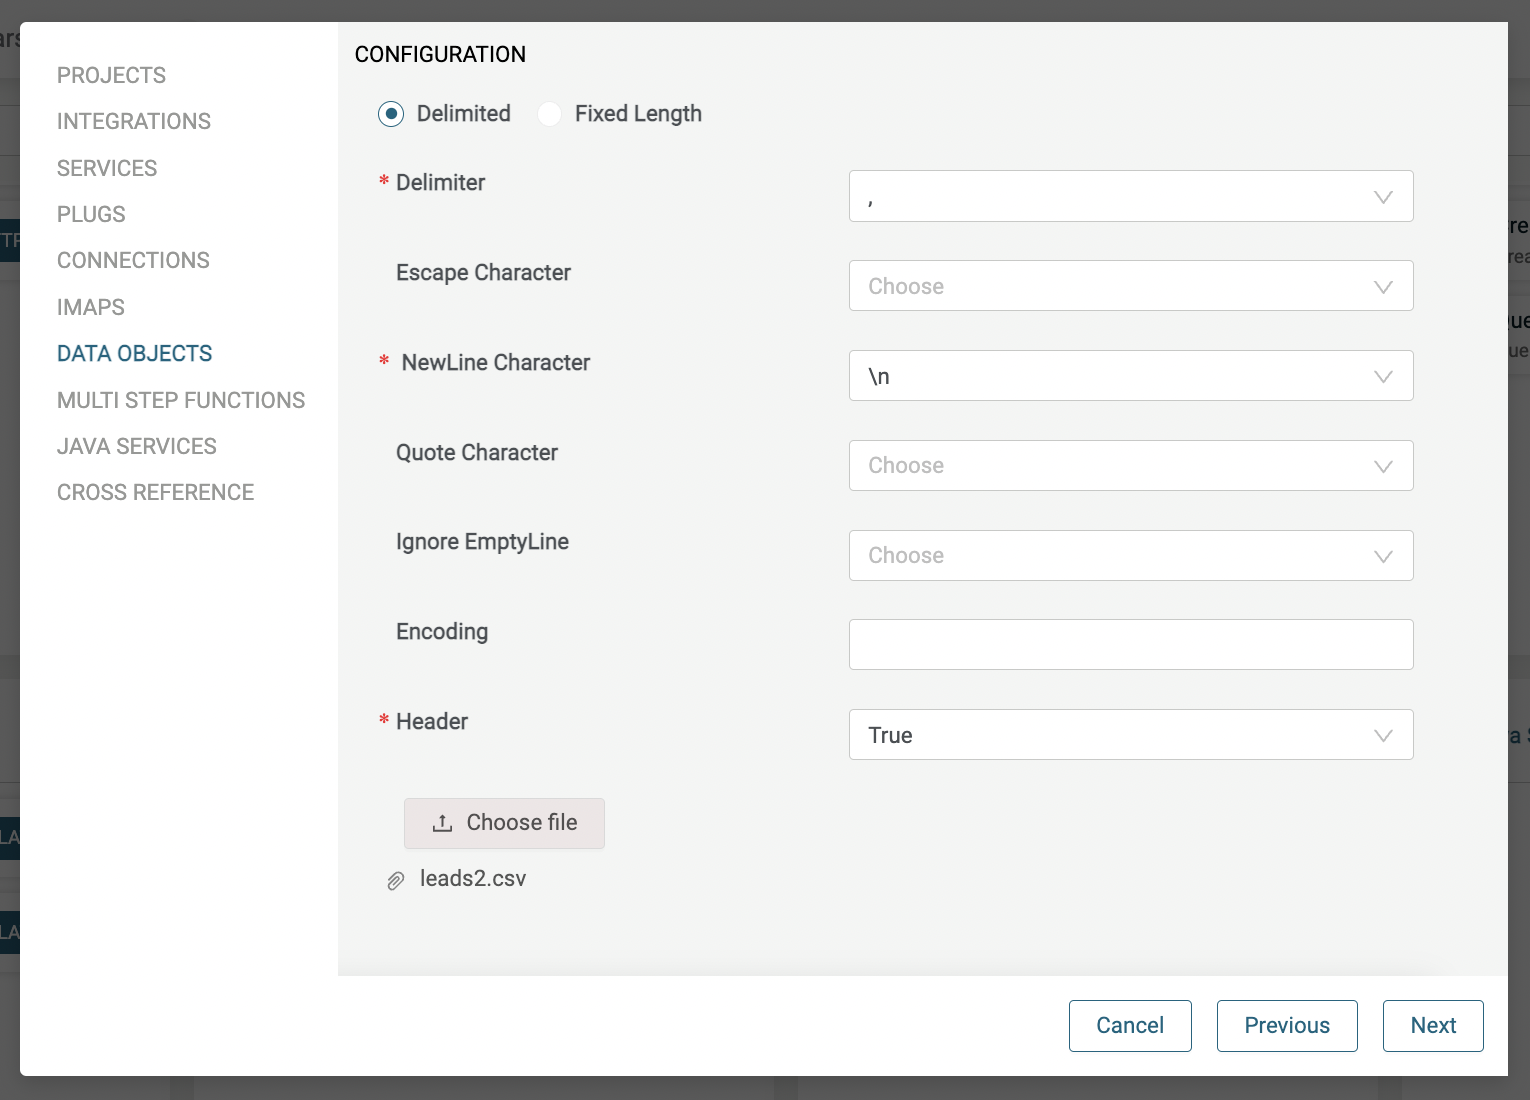 CONFIGURATION
PROJECTS
INTEGRATIONS
SERVICES
PLUGS
CONNECTIONS
IMAPS
DATA OBJECTS
MULTI STEP FUNCTIONS
JAVA SERVICES
CROSS REFERENCE
Delimited Fixed Length
* Delimiter ,
Escape Character Choose
* NewLine Character \n
Quote Character Choose
Ignore EmptyLine Choose
Encoding
* Header True
Choose file
leads2.csv
Cancel Previous Next